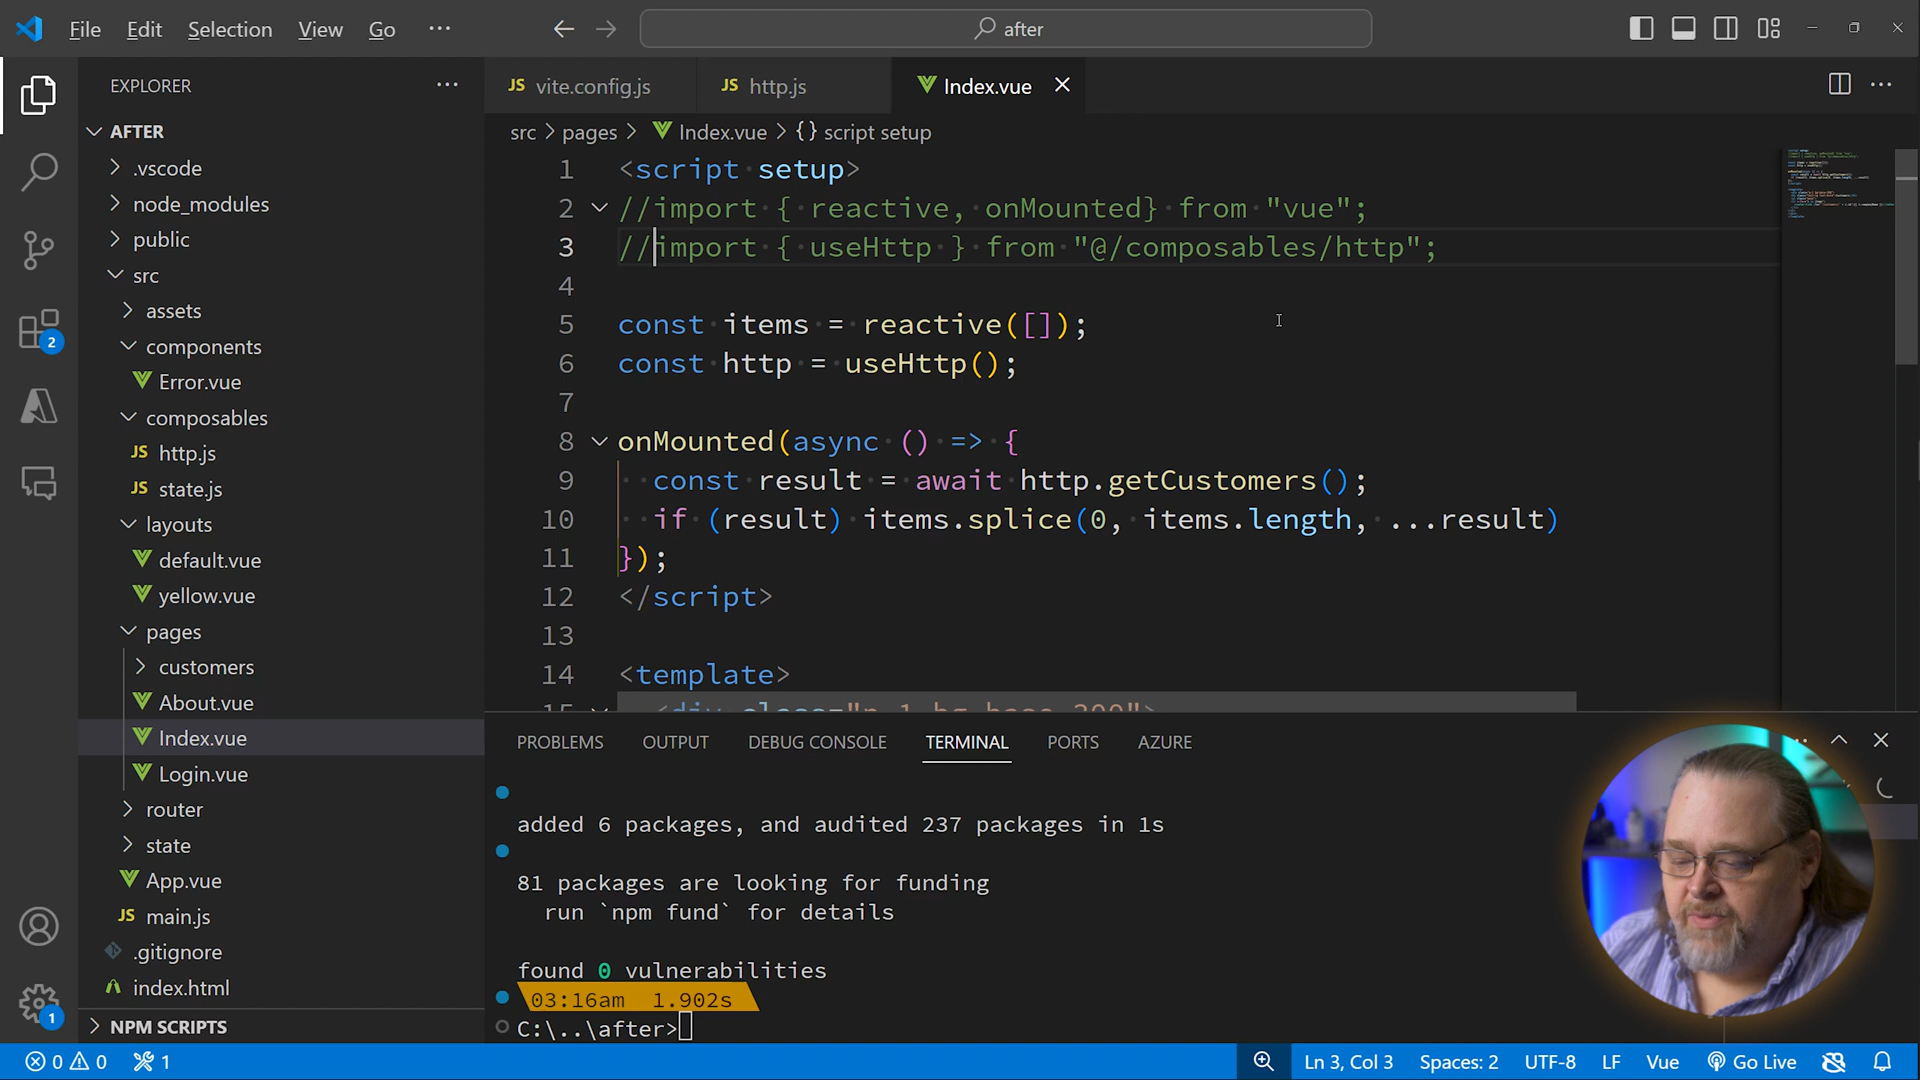 File Edit Selection View Go ··· after
EXPLORER
AFTER
.vscode
node_modules
public
src
assets
components
Error.vue
composables
JS http.js
JS state.js
layouts
default.vue
yellow.vue
pages
customers
About.vue
Index.vue
Login.vue
router
state
App.vue
JS main.js
.gitignore
index.html
NPM SCRIPTS
2
1
JS vite.config.js
JS http.js
Index.vue
src > pages > Index.vue > {} script setup
1 <script setup>
2 //import { reactive, onMounted} from "vue";
3 //import { useHttp } from "@/composables/http";
4
5 const items = reactive([]);
6 const http = useHttp();
7
8 onMounted(async () => {
9 const result = await http.getCustomers();
10 if (result) items.splice(0, items.length, ...result)
11 });
12 </script>
13
14 <template>
15 <div class="p-1 bg-base-300">
PROBLEMS OUTPUT DEBUG CONSOLE TERMINAL PORTS AZURE
added 6 packages, and audited 237 packages in 1s
81 packages are looking for funding
run `npm fund` for details
found 0 vulnerabilities
03:16am 1.902s
C:\..\after>
0 0 1 Ln 3, Col 3 Spaces: 2 UTF-8 LF Vue Go Live